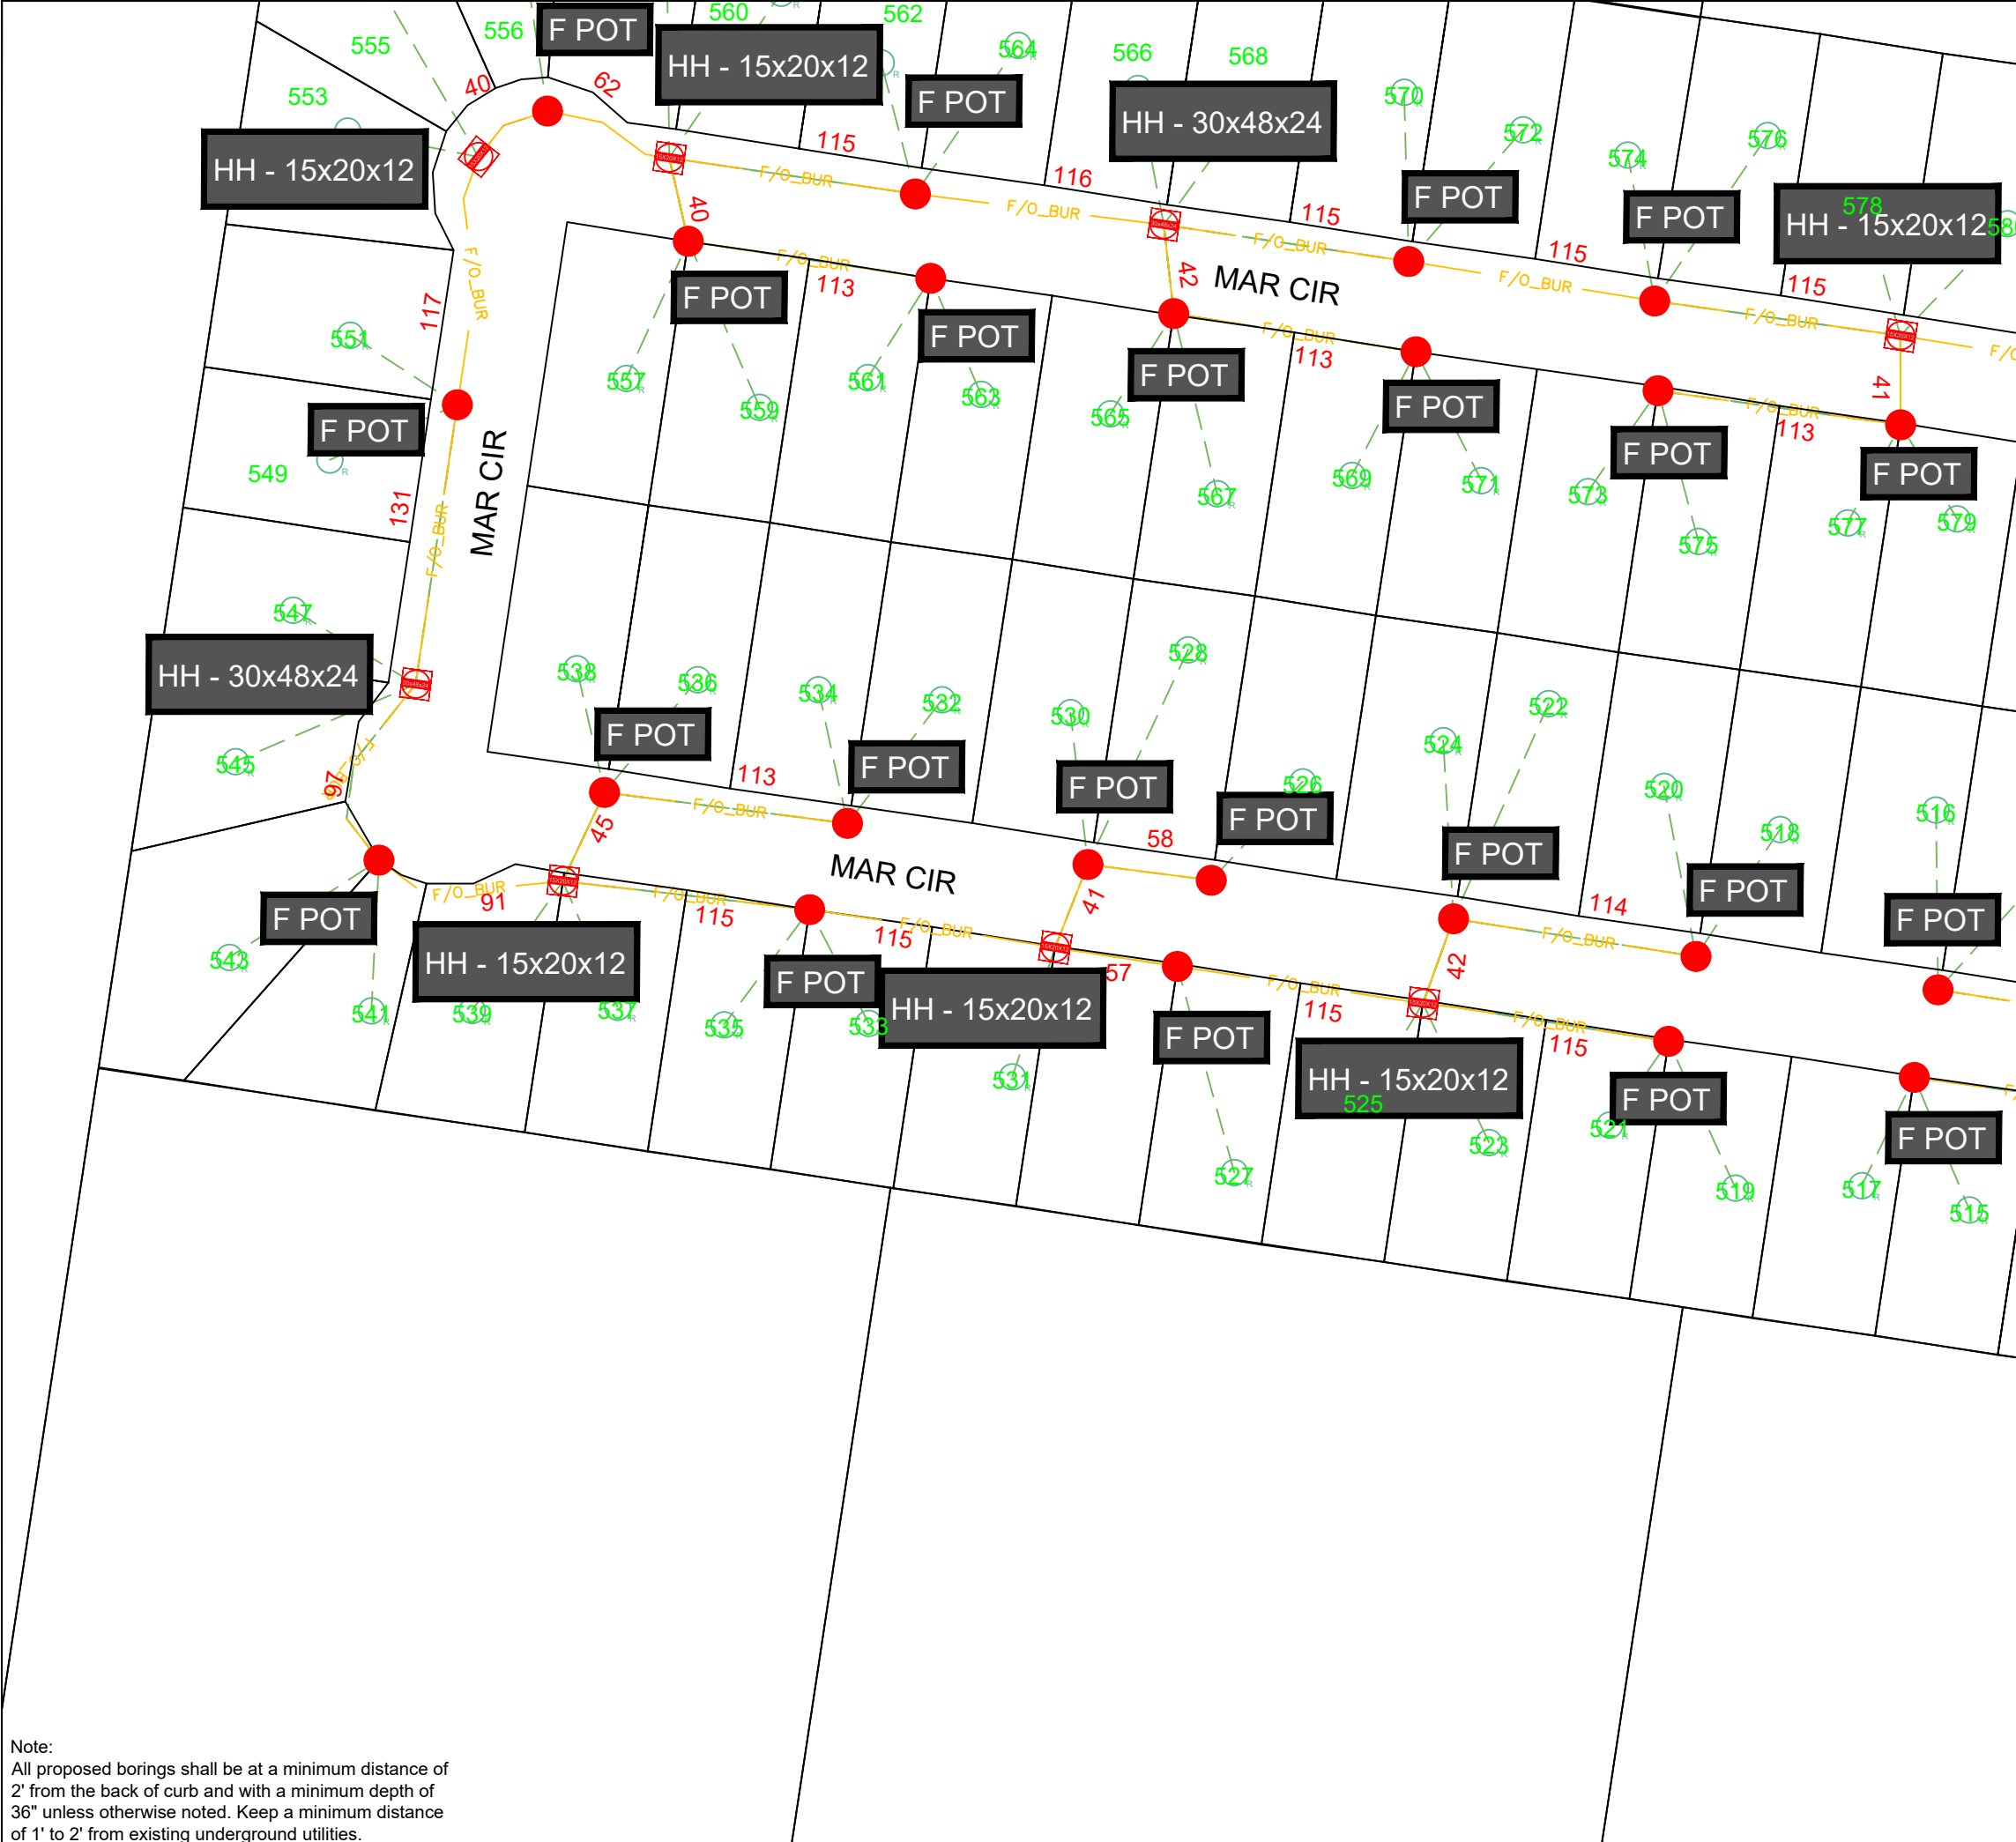 560
562
556
F POT
555
564
566
568
HH - 15x20x12
40
62
570
553
F POT
HH - 30x48x24
572
576
115
574
HH - 15x20x12
F/O_BUR
116
F POT
40
F/O_BUR
115
F POT
578
HH - 15x20x12
F/O_BUR
115
F/O_BUR
F/O_BUR
113
42
MAR CIR
F/O_BUR
115
F POT
F/O_BUR
117
F POT
F/O_BUR
551
F/O_BUR
113
557
561
F POT
41
559
563
565
F POT
F/O_BUR
113
F POT
MAR CIR
F POT
549
569
571
F POT
131
567
573
577
579
F/O_BUR
575
547
538
536
528
HH - 30x48x24
534
532
530
522
F POT
524
545
F POT
113
F POT
526
520
97
F/O_BUR
F POT
516
45
58
518
F POT
MAR CIR
F POT
F/O_BUR
91
F/O_BUR
115
41
114
F POT
F POT
115
F/O_BUR
F/O_BUR
543
HH - 15x20x12
57
42
F POT
F/O_BUR
115
541
539
537
535
533
HH - 15x20x12
F/O_BUR
115
F POT
531
HH - 15x20x12
525
F POT
521
523
F POT
527
519
517
515
Note:
All proposed borings shall be at a minimum distance of
2' from the back of curb and with a minimum depth of
36" unless otherwise noted. Keep a minimum distance
of 1' to 2' from existing underground utilities.